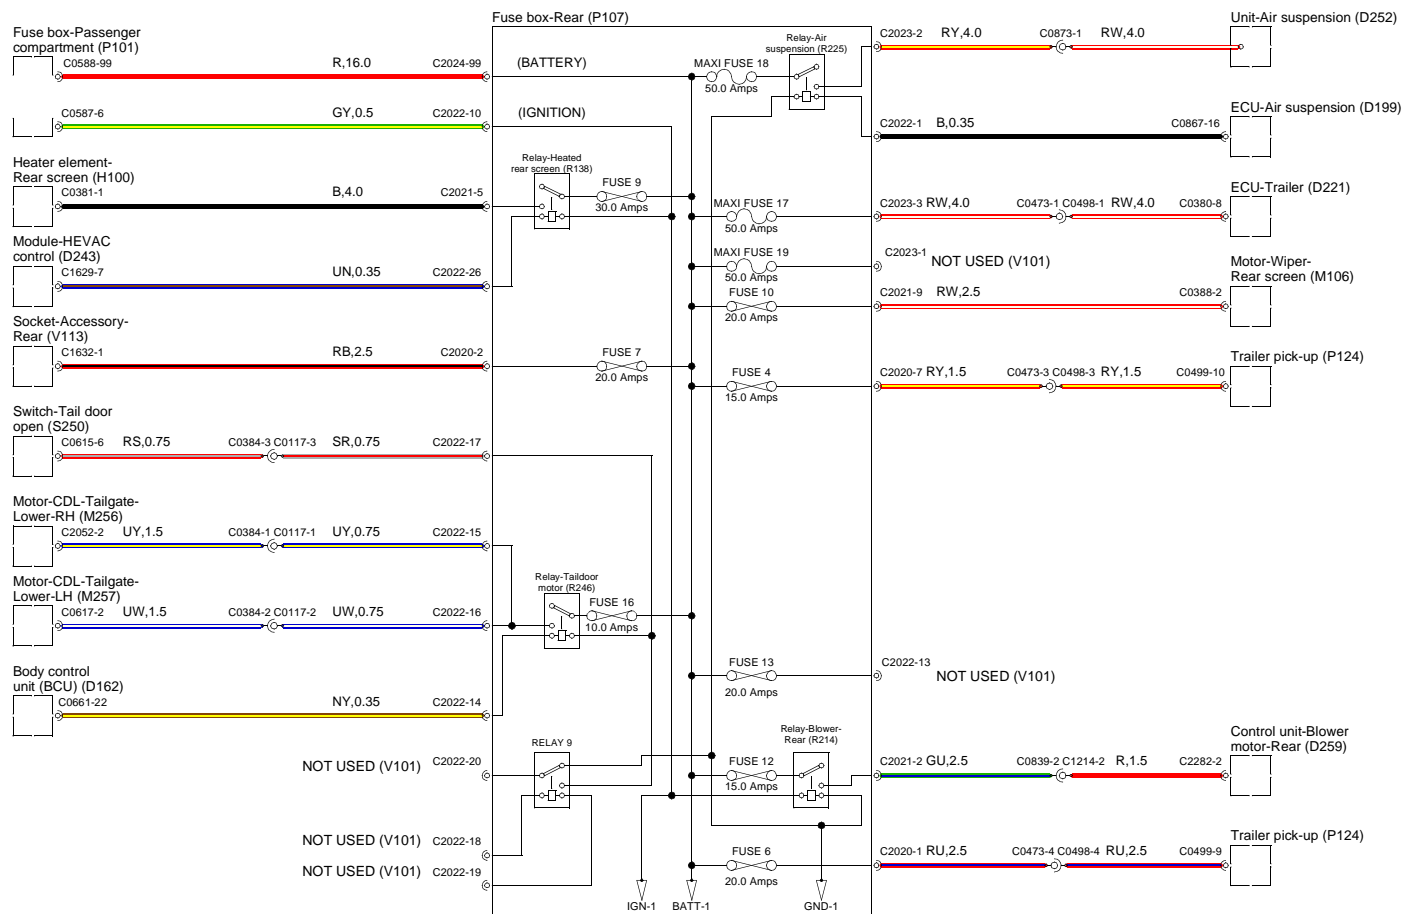 Fuse box-Rear (P107)
Fuse box-Passenger
compartment (P101)
C0588-99 R,16.0 C2024-99 (BATTERY)
C0587-6 GY,0.5 C2022-10 (IGNITION)
Heater element-
Rear screen (H100)
C0381-1 B,4.0 C2021-5
Relay-Heated
rear screen (R138)
FUSE 9
30.0 Amps
Module-HEVAC
control (D243)
C1629-7 UN,0.35 C2022-26
Socket-Accessory-
Rear (V113)
C1632-1 RB,2.5 C2020-2
FUSE 7
20.0 Amps
Switch-Tail door
open (S250)
C0615-6 RS,0.75 C0384-3 C0117-3 SR,0.75 C2022-17
Motor-CDL-Tailgate-
Lower-RH (M256)
C2052-2 UY,1.5 C0384-1 C0117-1 UY,0.75 C2022-15
Motor-CDL-Tailgate-
Lower-LH (M257)
C0617-2 UW,1.5 C0384-2 C0117-2 UW,0.75 C2022-16
Relay-Taildoor
motor (R246)
FUSE 16
10.0 Amps
Body control
unit (BCU) (D162)
C0661-22 NY,0.35 C2022-14
RELAY 9
NOT USED (V101) C2022-20
NOT USED (V101) C2022-18
NOT USED (V101) C2022-19
IGN-1 BATT-1 GND-1
Relay-Air
suspension (R225)
MAXI FUSE 18
50.0 Amps
C2023-2 RY,4.0 C0873-1 RW,4.0
Unit-Air suspension (D252)
C2022-1 B,0.35 C0867-16
ECU-Air suspension (D199)
MAXI FUSE 17
50.0 Amps
C2023-3 RW,4.0 C0473-1 C0498-1 RW,4.0 C0380-8
ECU-Trailer (D221)
MAXI FUSE 19
50.0 Amps
C2023-1
NOT USED (V101)
FUSE 10
20.0 Amps
C2021-9 RW,2.5 C0388-2
Motor-Wiper-
Rear screen (M106)
FUSE 4
15.0 Amps
C2020-7 RY,1.5 C0473-3 C0498-3 RY,1.5 C0499-10
Trailer pick-up (P124)
FUSE 13
20.0 Amps
C2022-13
NOT USED (V101)
Relay-Blower-
Rear (R214)
FUSE 12
15.0 Amps
C2021-2 GU,2.5 C0839-2 C1214-2 R,1.5 C2282-2
Control unit-Blower
motor-Rear (D259)
FUSE 6
20.0 Amps
C2020-1 RU,2.5 C0473-4 C0498-4 RU,2.5 C0499-9
Trailer pick-up (P124)